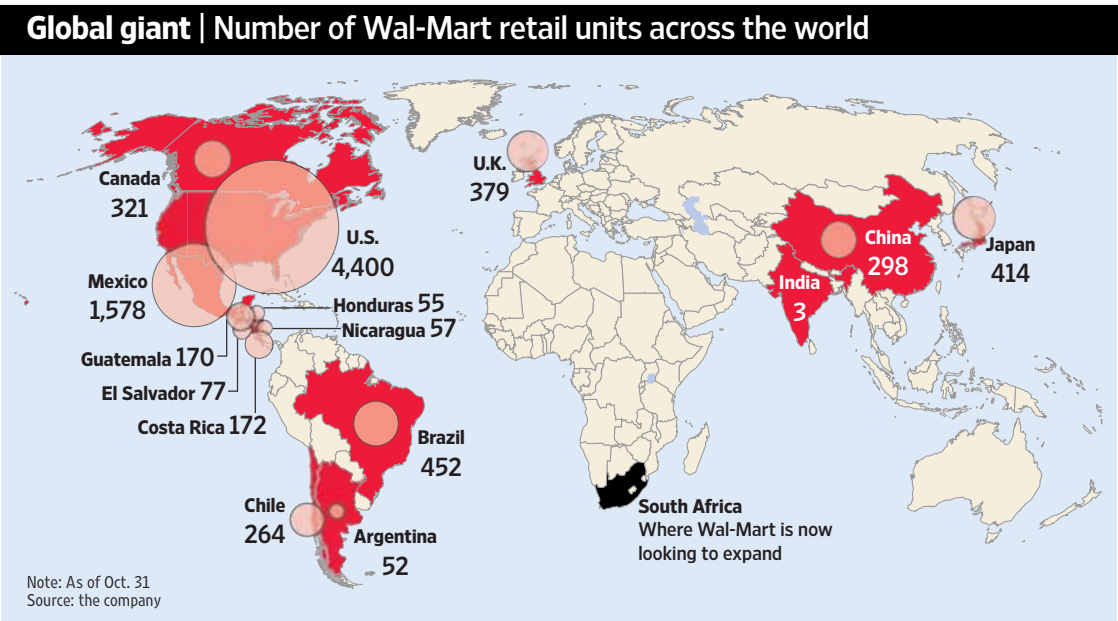 Global giant | Number of Wal-Mart retail units across the world
Canada
321
U.S.
4,400
Mexico
1,578
Honduras 55
Nicaragua 57
Guatemala 170
El Salvador 77
Costa Rica 172
Brazil
452
Chile
264
Argentina
52
U.K.
379
China
298
India
3
Japan
414
South Africa
Where Wal-Mart is now
looking to expand
Note: As of Oct. 31
Source: the company